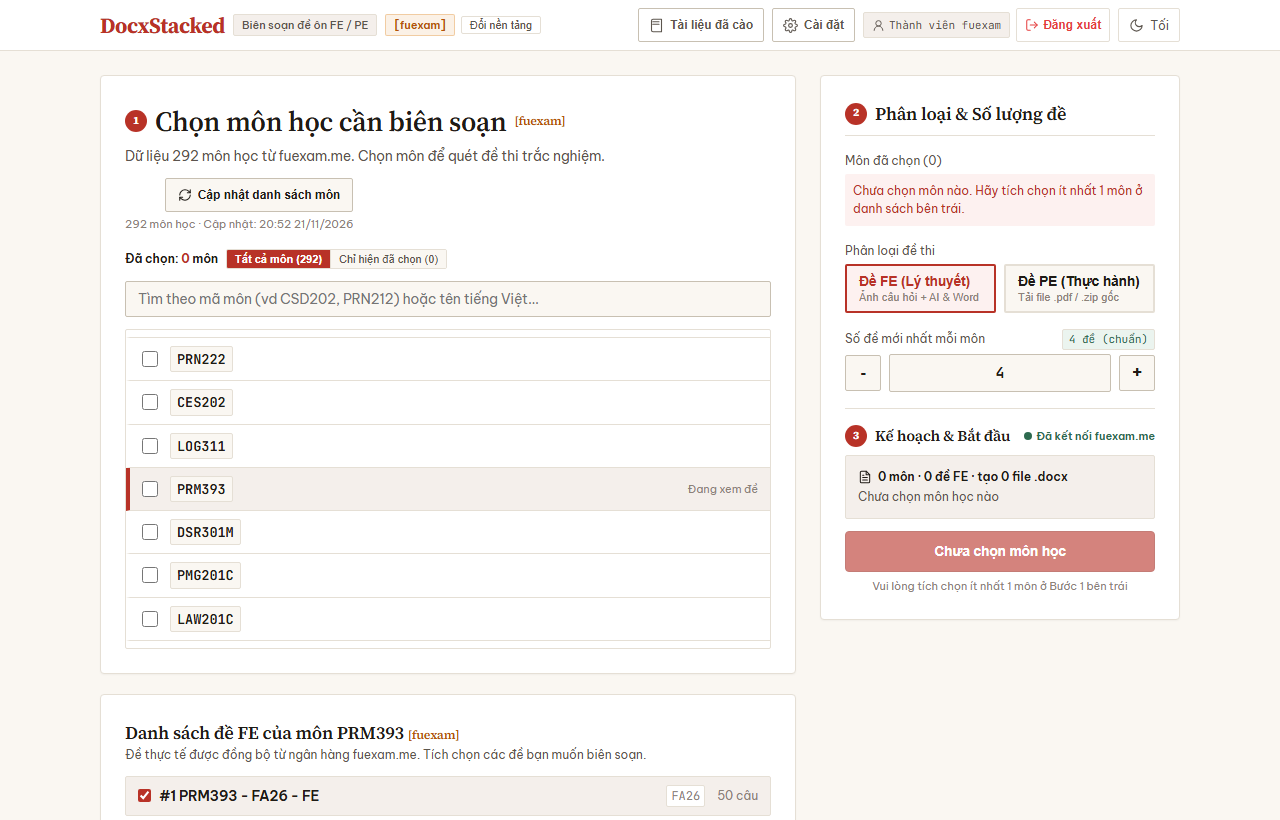 DocxStacked
Biên soạn đề ôn FE / PE
[fuexam]
Đổi nền tảng
Tài liệu đã cào
Cài đặt
Thành viên fuexam
Đăng xuất
Tối
1 Chọn môn học cần biên soạn [fuexam]
Dữ liệu 292 môn học từ fuexam.me. Chọn môn để quét đề thi trắc nghiệm.
Cập nhật danh sách môn
292 môn học · Cập nhật: 20:52 21/11/2026
Đã chọn: 0 môn
Tất cả môn (292)
Chỉ hiện đã chọn (0)
Tìm theo mã môn (vd CSD202, PRN212) hoặc tên tiếng Việt...
PRN222
CES202
LOG311
PRM393
Đang xem đề
DSR301M
PMG201C
LAW201C
Danh sách đề FE của môn PRM393 [fuexam]
Đề thực tế được đồng bộ từ ngân hàng fuexam.me. Tích chọn các đề bạn muốn biên soạn.
#1 PRM393 - FA26 - FE
FA26
50 câu
2 Phân loại & Số lượng đề
Môn đã chọn (0)
Chưa chọn môn nào. Hãy tích chọn ít nhất 1 môn ở
danh sách bên trái.
Phân loại đề thi
Đề FE (Lý thuyết)
Ảnh câu hỏi + AI & Word
Đề PE (Thực hành)
Tải file .pdf / .zip gốc
Số đề mới nhất mỗi môn
4 đề (chuẩn)
-
4
+
3 Kế hoạch & Bắt đầu
Đã kết nối fuexam.me
0 môn · 0 đề FE · tạo 0 file .docx
Chưa chọn môn học nào
Chưa chọn môn học
Vui lòng tích chọn ít nhất 1 môn ở Bước 1 bên trái